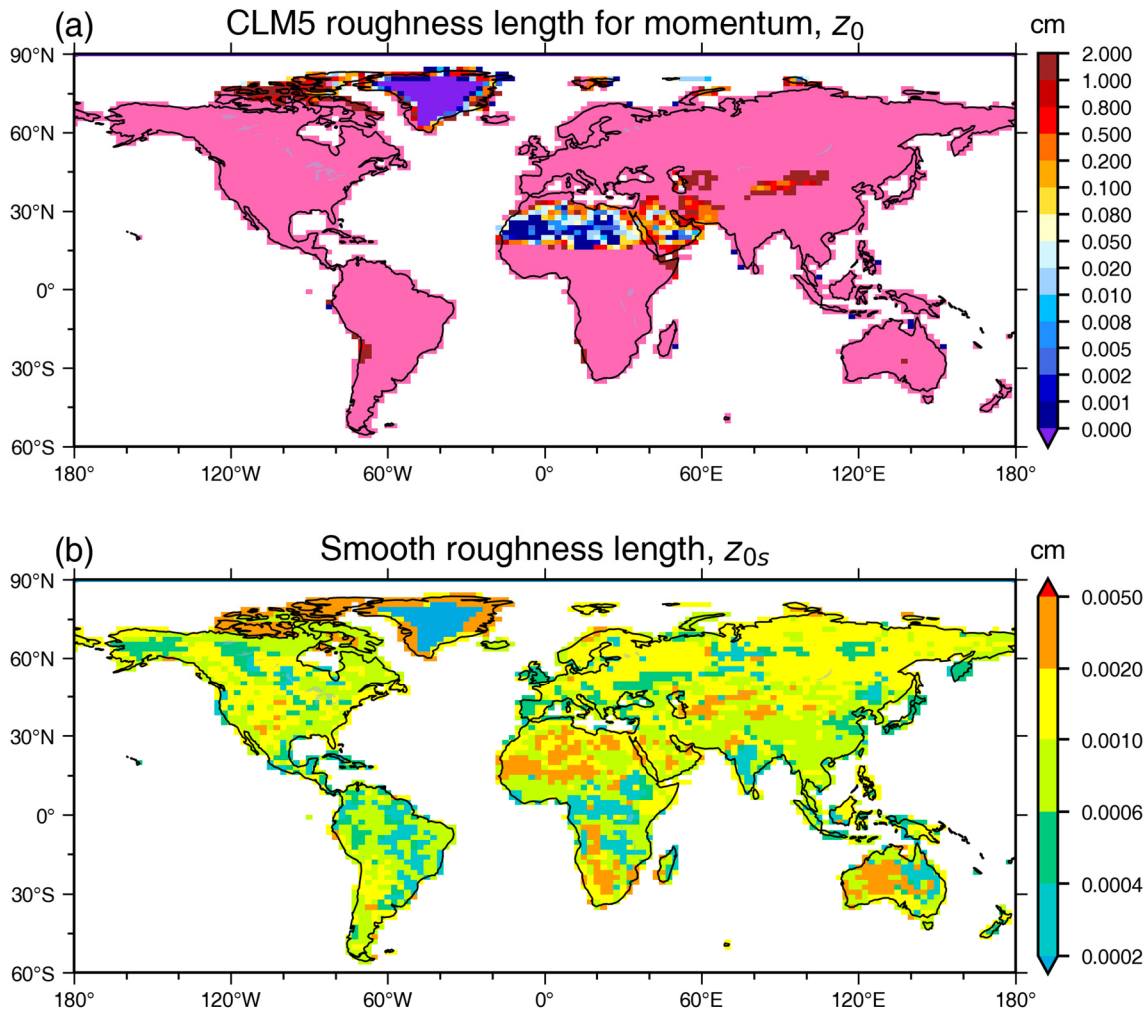 (a) CLM5 roughness length for momentum, z0 cm
90°N
60°N
30°N
0°
30°S
60°S
180° 120°W 60°W 0° 60°E 120°E 180°
2.000
1.000
0.800
0.500
0.200
0.100
0.080
0.050
0.020
0.010
0.008
0.005
0.002
0.001
0.000
(b) Smooth roughness length, z0s cm
90°N
60°N
30°N
0°
30°S
60°S
180° 120°W 60°W 0° 60°E 120°E 180°
0.0050
0.0020
0.0010
0.0006
0.0004
0.0002